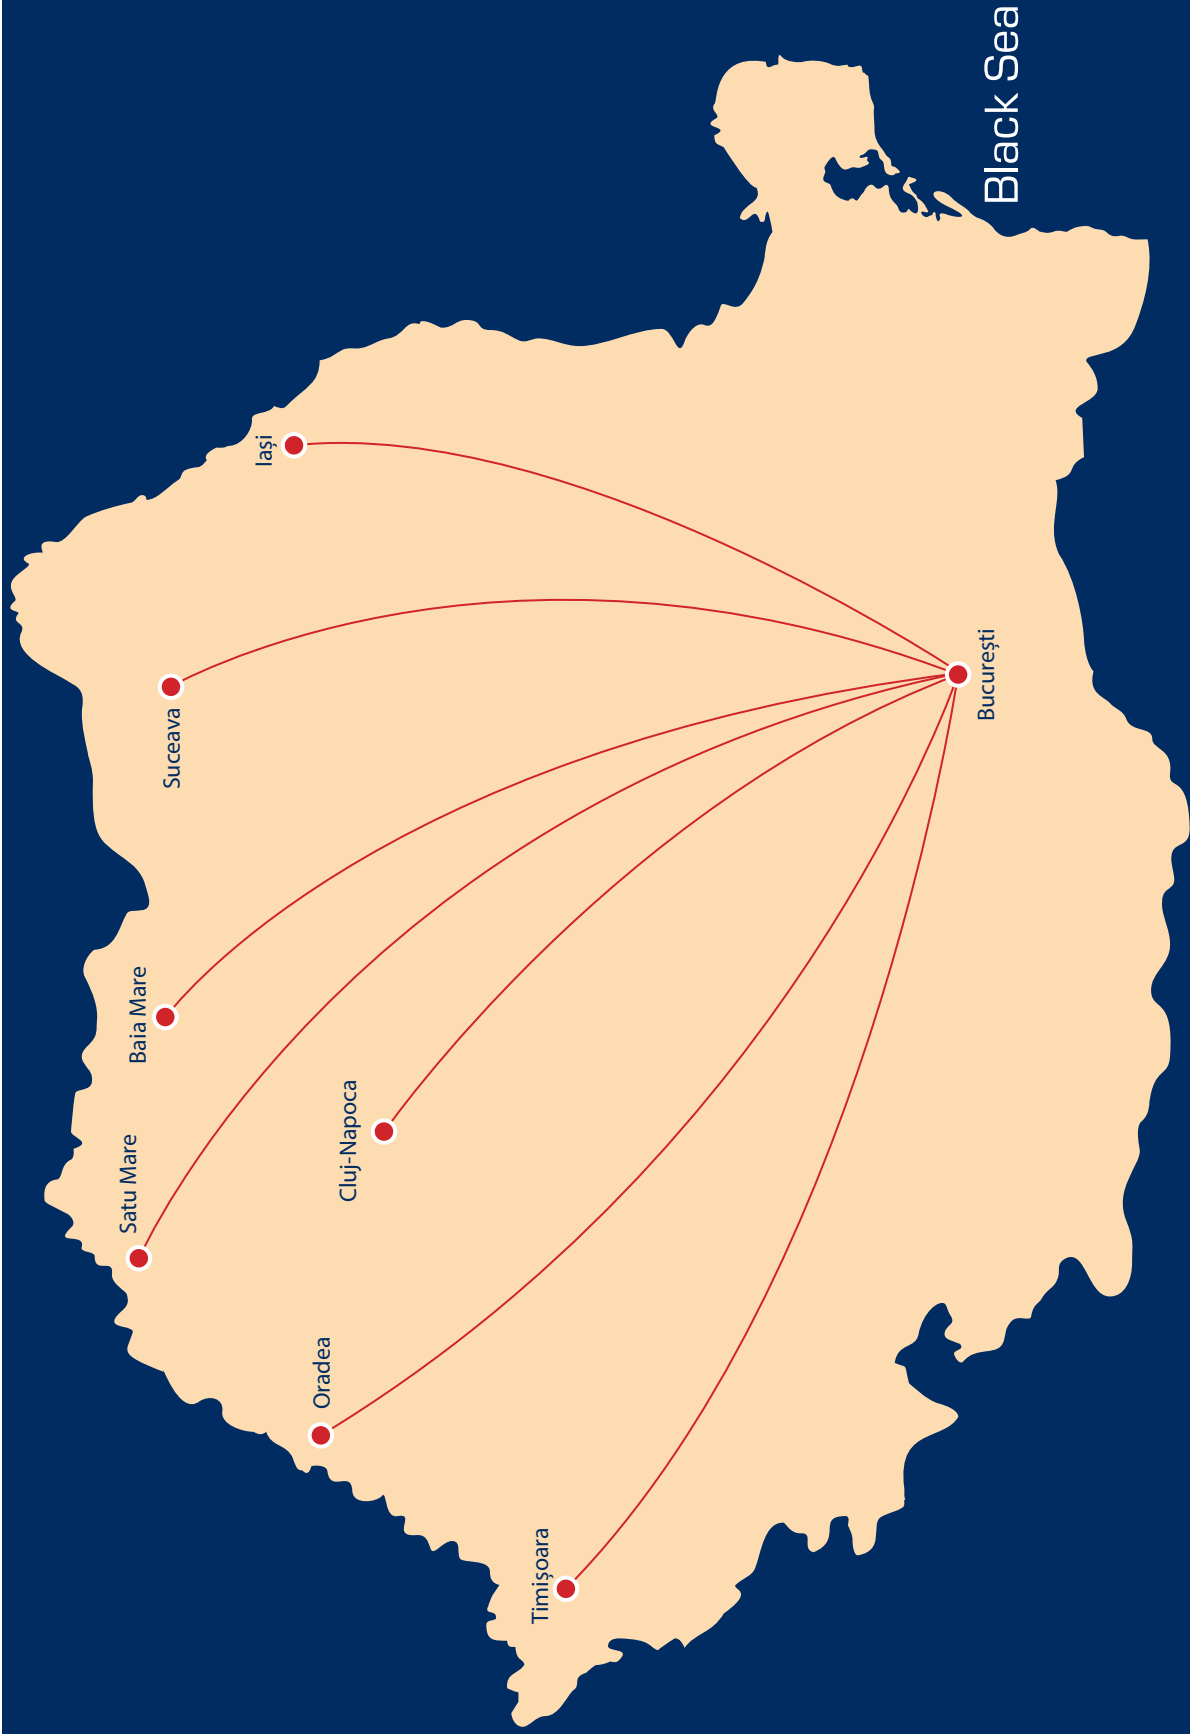 Black Sea
Iași
Suceava
București
Baia Mare
Satu Mare
Cluj-Napoca
Oradea
Timișoara